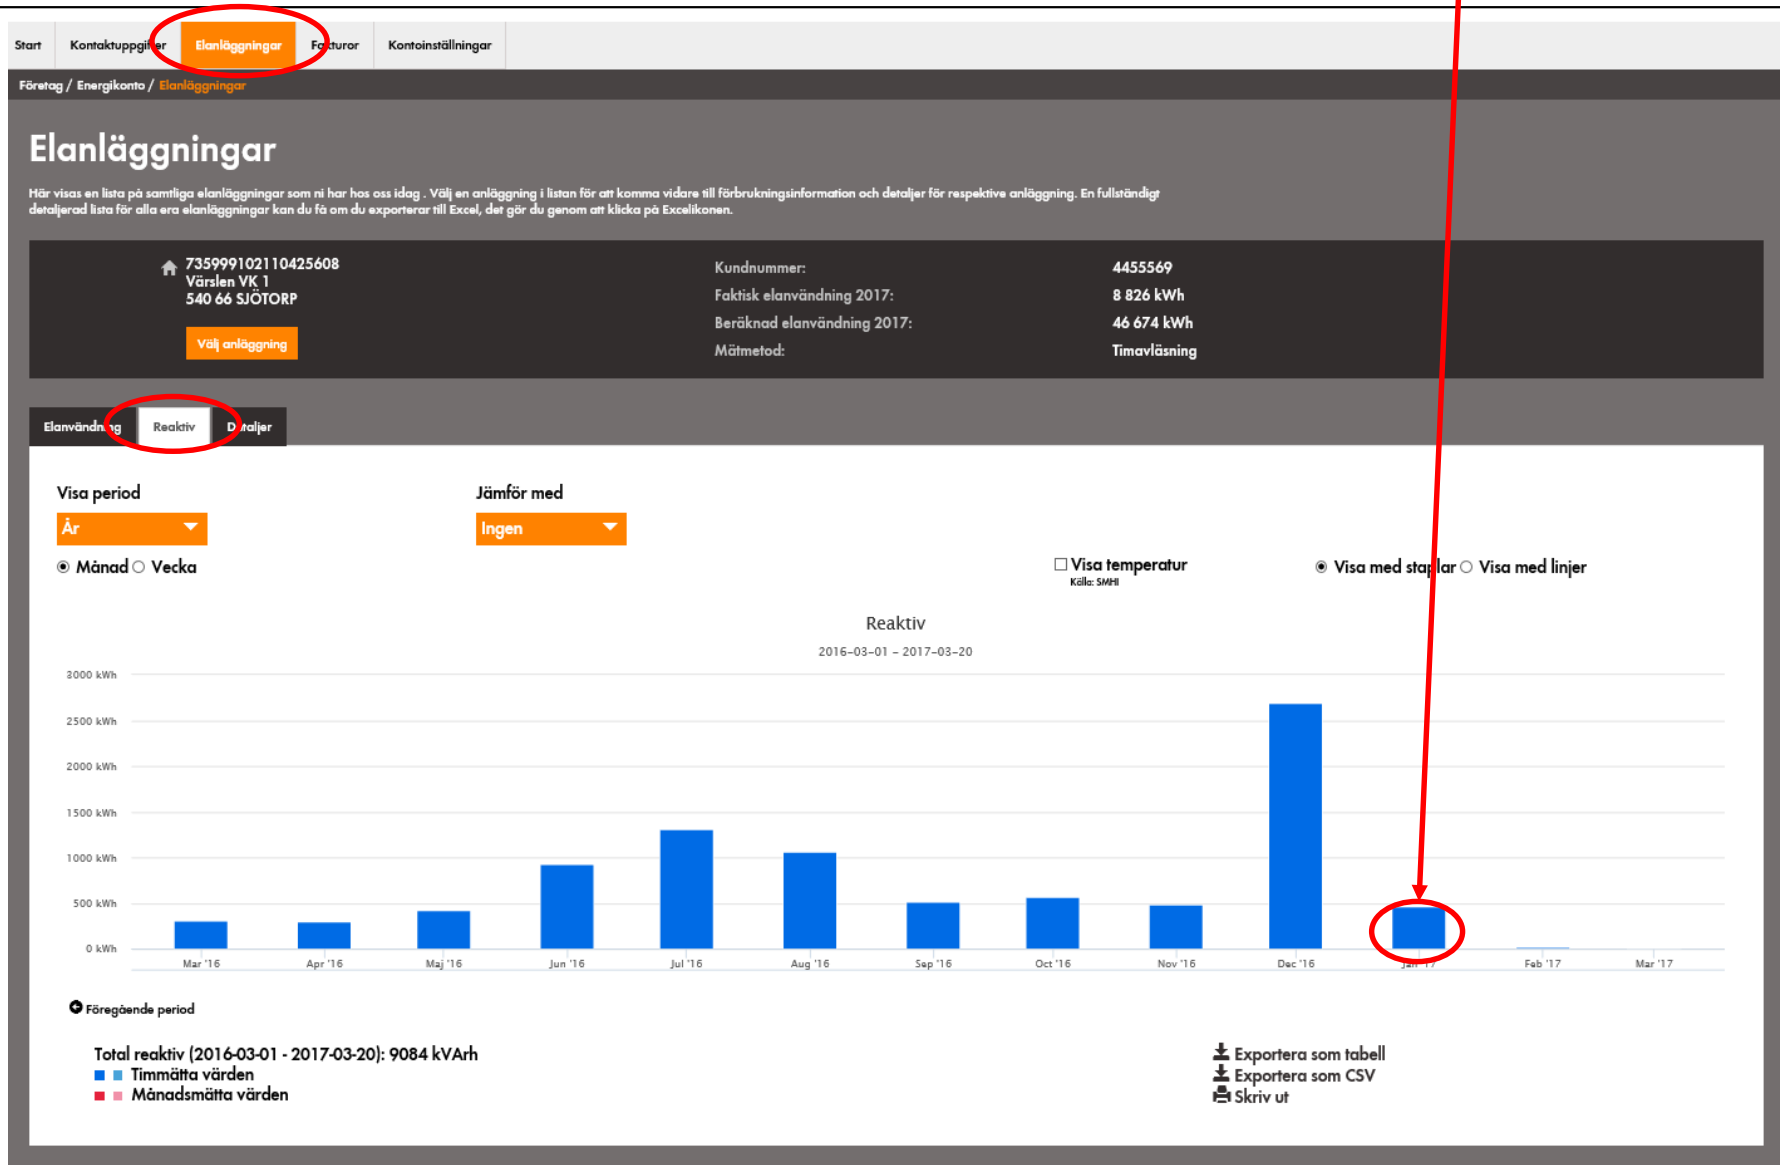 Start Kontaktuppgifter Elanläggningar Fakturor Kontoinställningar
Företag / Energikonto / Elanläggningar
Elanläggningar
Här visas en lista på samtliga elanläggningar som ni har hos oss idag . Välj en anläggning i listan för att komma vidare till förbrukningsinformation och detaljer för respektive anläggning. En fullständigt
detaljerad lista för alla era elanläggningar kan du få om du exporterar till Excel, det gör du genom att klicka på Excelikonen.
735999102110425608
Värslen VK 1
540 66 SJÖTORP
Välj anläggning
Kundnummer: 4455569
Faktisk elanvändning 2017: 8 826 kWh
Beräknad elanvändning 2017: 46 674 kWh
Mätmetod: Timavläsning
Elanvändning Reaktiv Detaljer
Visa period Jämför med
År Ingen
Månad Vecka Visa temperatur Visa med staplar Visa med linjer
Källa: SMHI
Reaktiv
2016-03-01 - 2017-03-20
3000 kWh
2500 kWh
2000 kWh
1500 kWh
1000 kWh
500 kWh
0 kWh
Mar '16 Apr '16 Maj '16 Jun '16 Jul '16 Aug '16 Sep '16 Oct '16 Nov '16 Dec '16 Jan '17 Feb '17 Mar '17
Föregående period
Total reaktiv (2016-03-01 - 2017-03-20): 9084 kVArh
Timmätta värden
Månadsmätta värden
Exportera som tabell
Exportera som CSV
Skriv ut